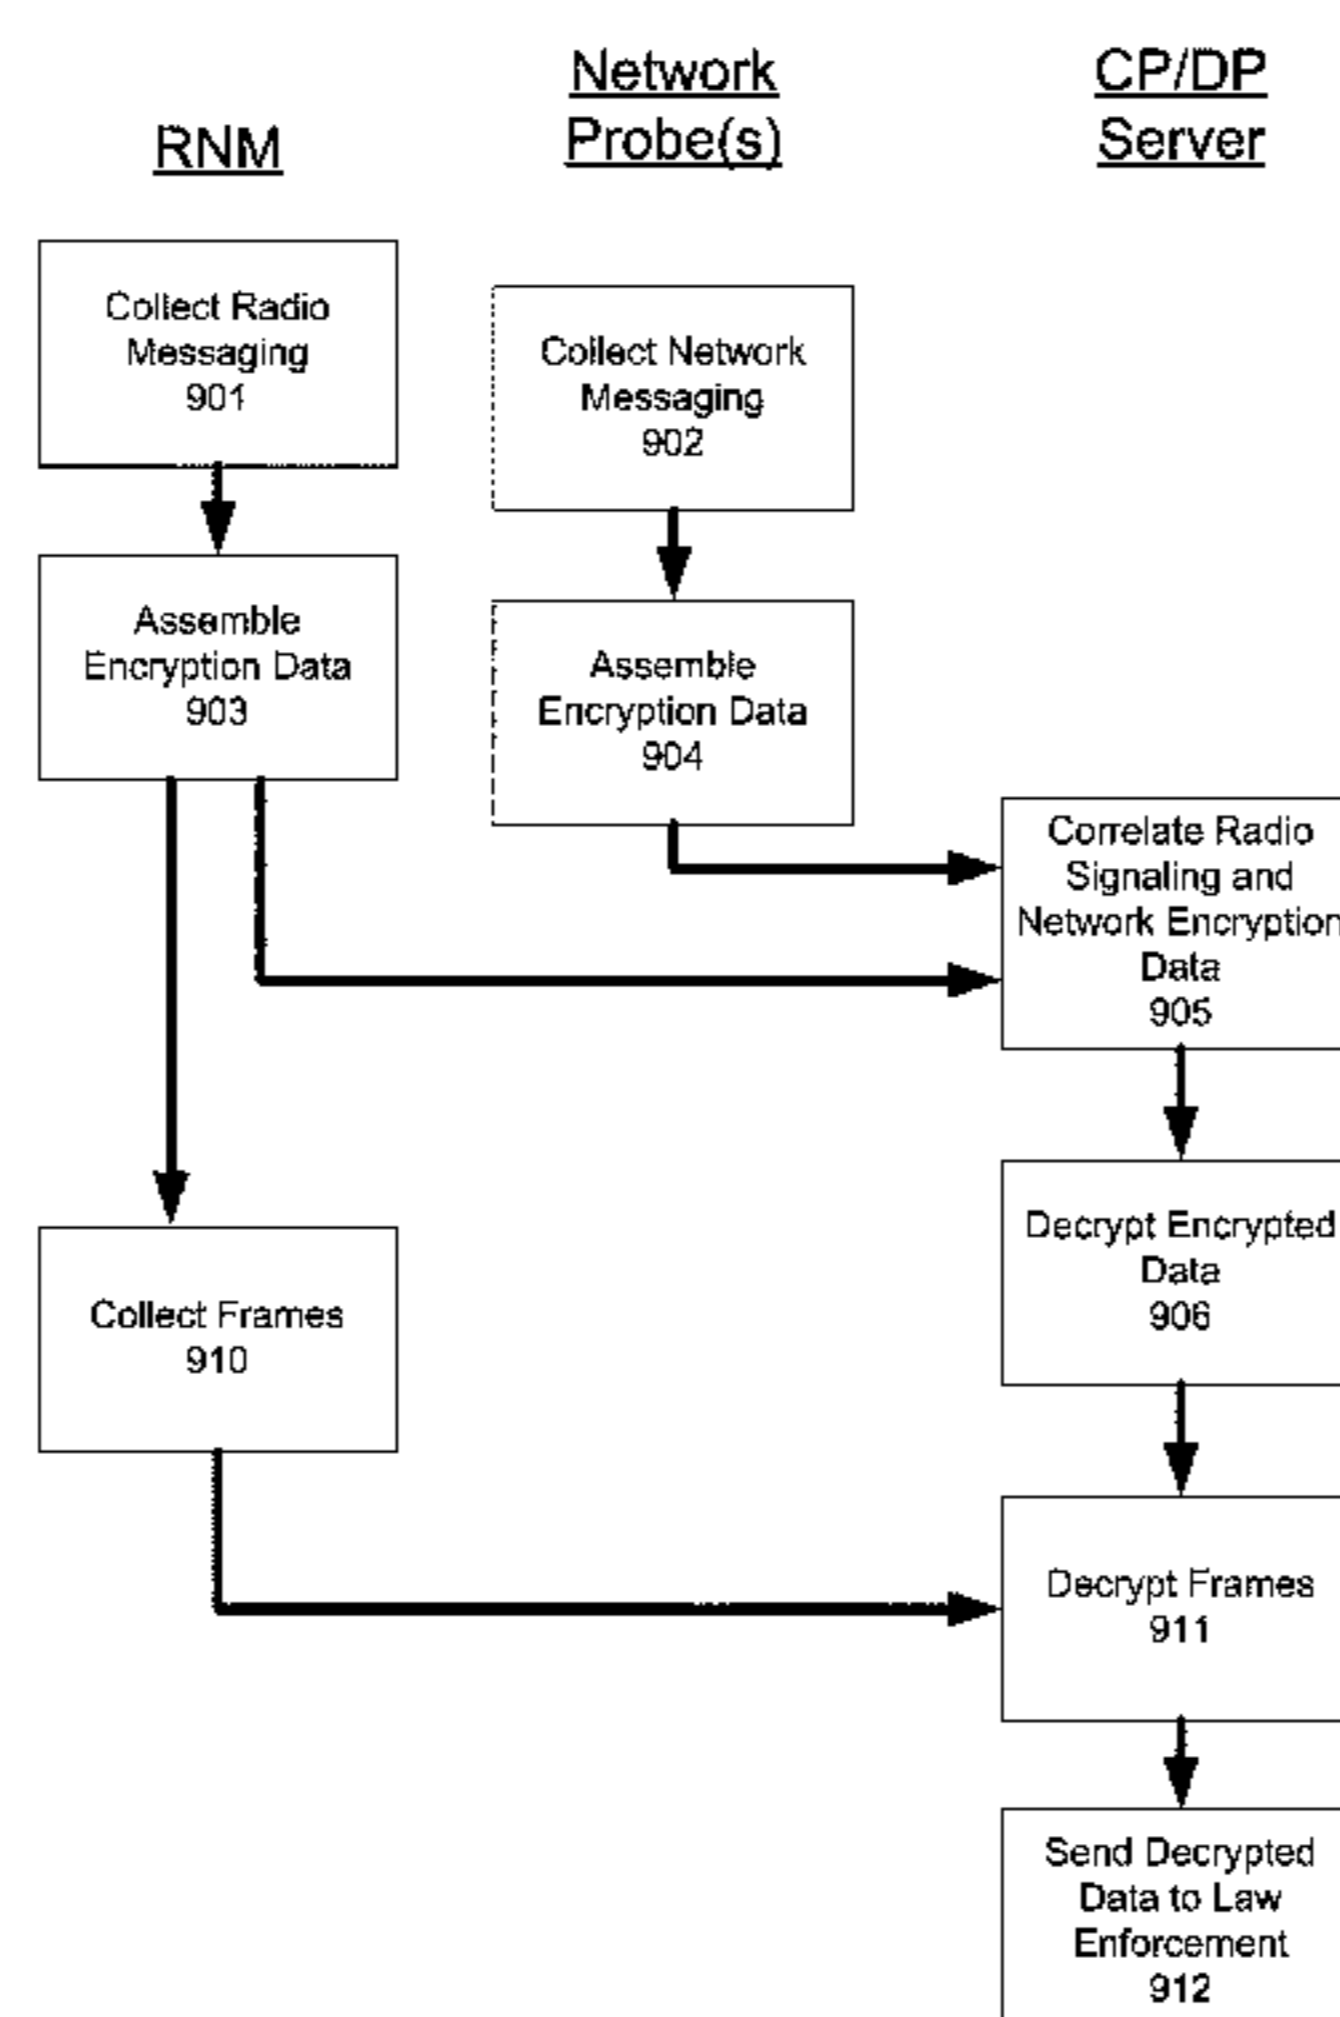 RNM
Network
Probe(s)
CP/DP
Server
Collect Radio
Messaging
901
Collect Network
Messaging
902
Assemble
Encryption Data
903
Assemble
Encryption Data
904
Correlate Radio
Signaling and
Network Encryption
Data
905
Decrypt Encrypted
Data
906
Collect Frames
910
Decrypt Frames
911
Send Decrypted
Data to Law
Enforcement
912